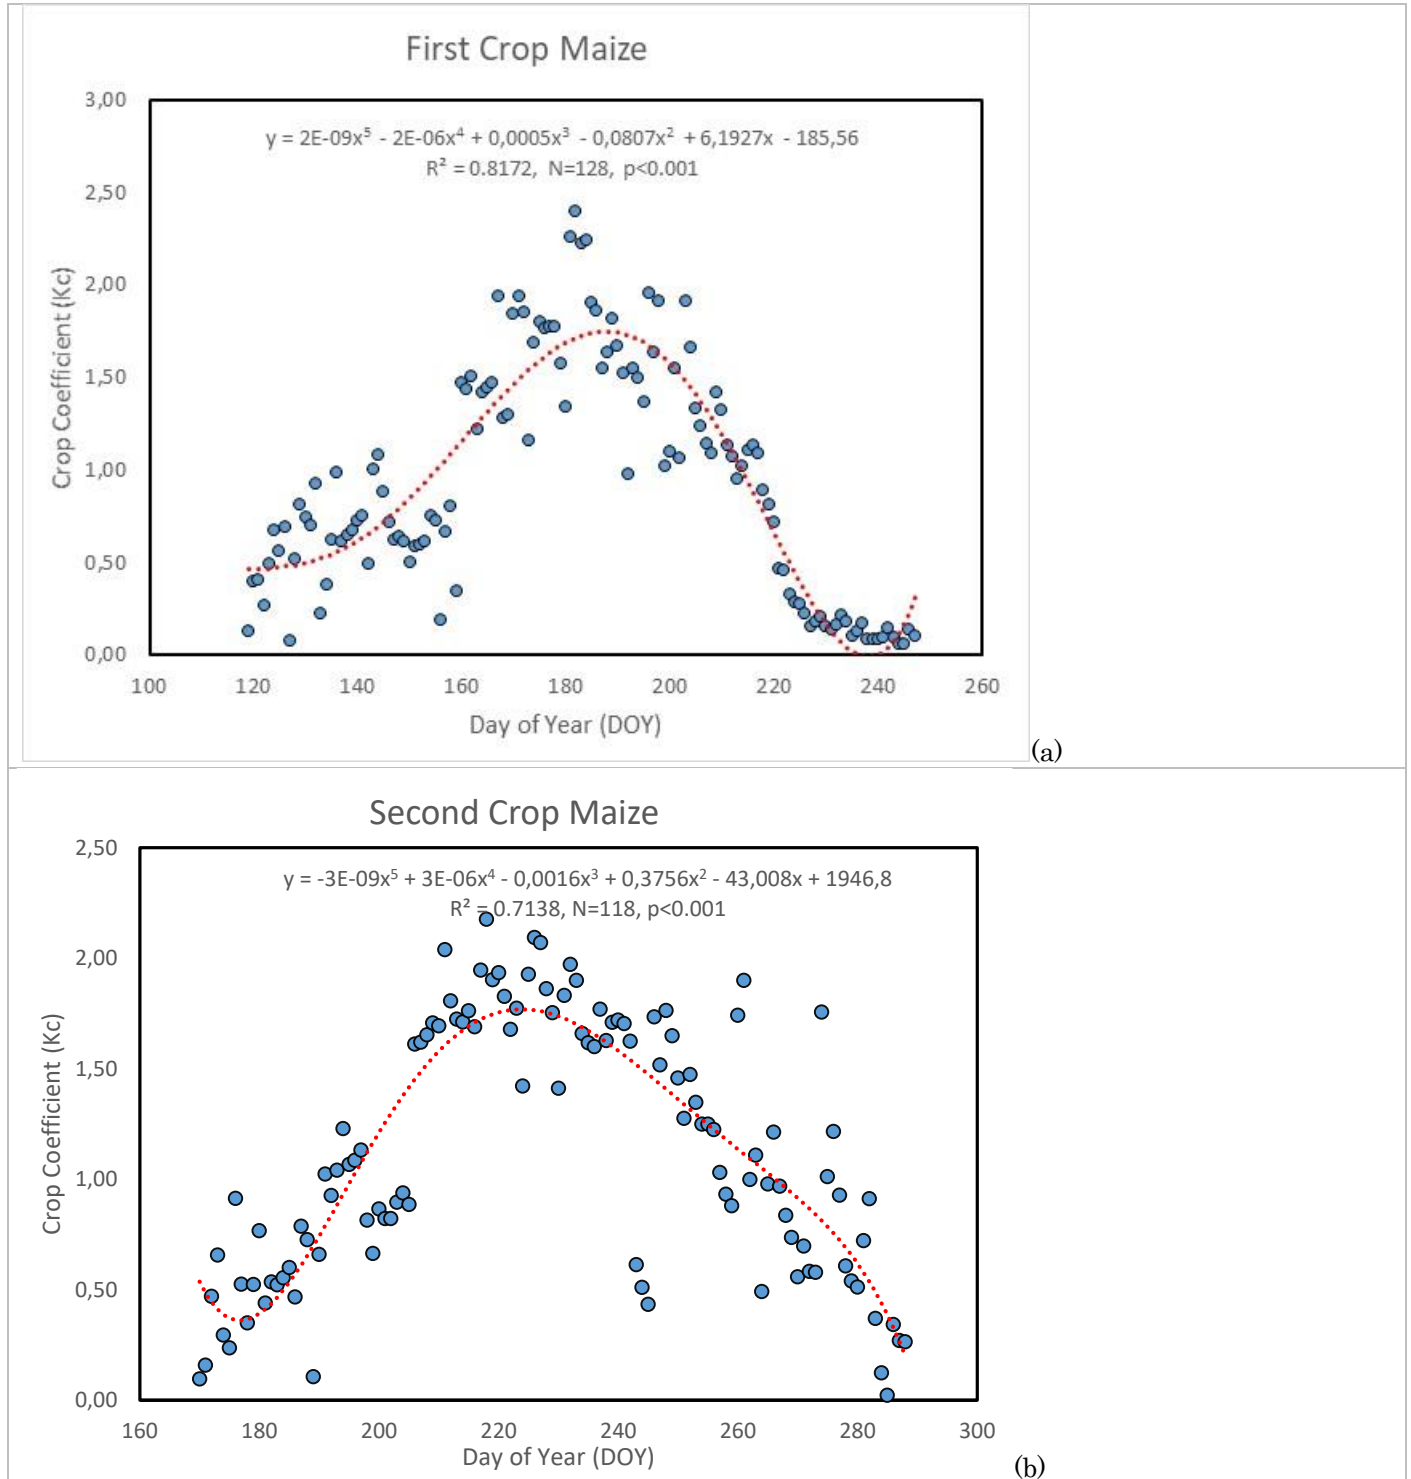 First Crop Maize
y = 2E-09x⁵ - 2E-06x⁴ + 0,0005x³ - 0,0807x² + 6,1927x - 185,56
R² = 0.8172, N=128, p<0.001
3,00
2,50
2,00
1,50
1,00
0,50
0,00
Crop Coefficient (Kc)
100 120 140 160 180 200 220 240 260
Day of Year (DOY)
(a)
Second Crop Maize
y = -3E-09x⁵ + 3E-06x⁴ - 0,0016x³ + 0,3756x² - 43,008x + 1946,8
R² = 0.7138, N=118, p<0.001
2,50
2,00
1,50
1,00
0,50
0,00
Crop Coefficient (Kc)
160 180 200 220 240 260 280 300
Day of Year (DOY)
(b)